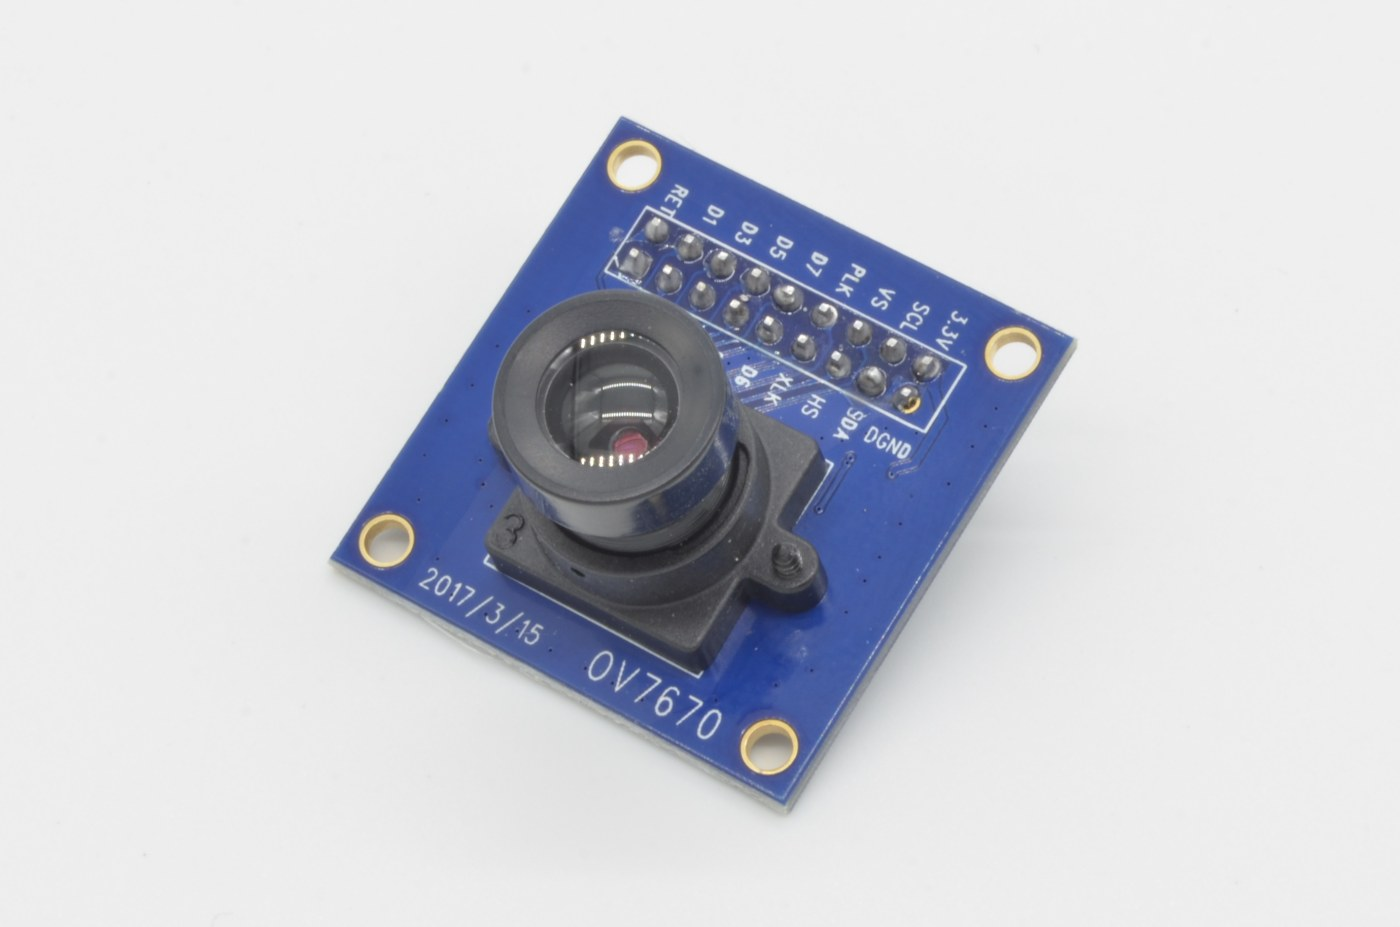 RET
D1
D3
D5
D7
PLK
VS
SCL
3.3V
D6
XLK
HS
SDA
DGND
3
2017/3/15
OV7670